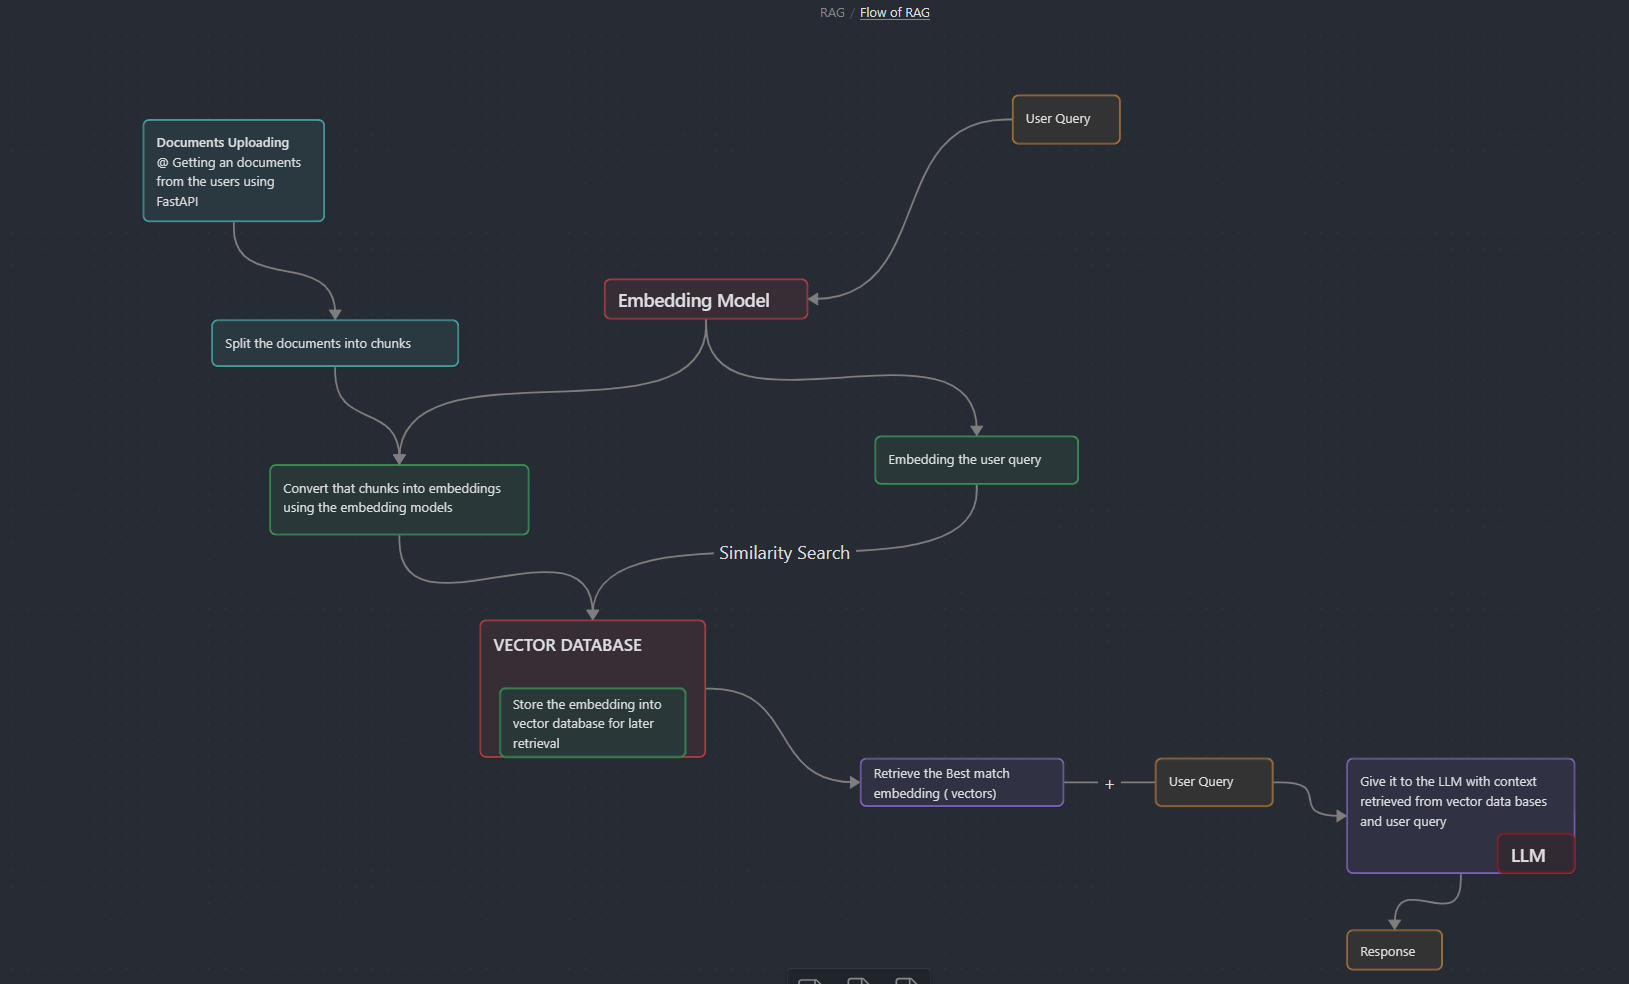 RAG / Flow of RAG
User Query
Documents Uploading
@ Getting an documents
from the users using
FastAPI
Embedding Model
Split the documents into chunks
Embedding the user query
Convert that chunks into embeddings
using the embedding models
Similarity Search
VECTOR DATABASE
Store the embedding into
vector database for later
retrieval
Retrieve the Best match
embedding ( vectors)
+
User Query
Give it to the LLM with context
retrieved from vector data bases
and user query
LLM
Response